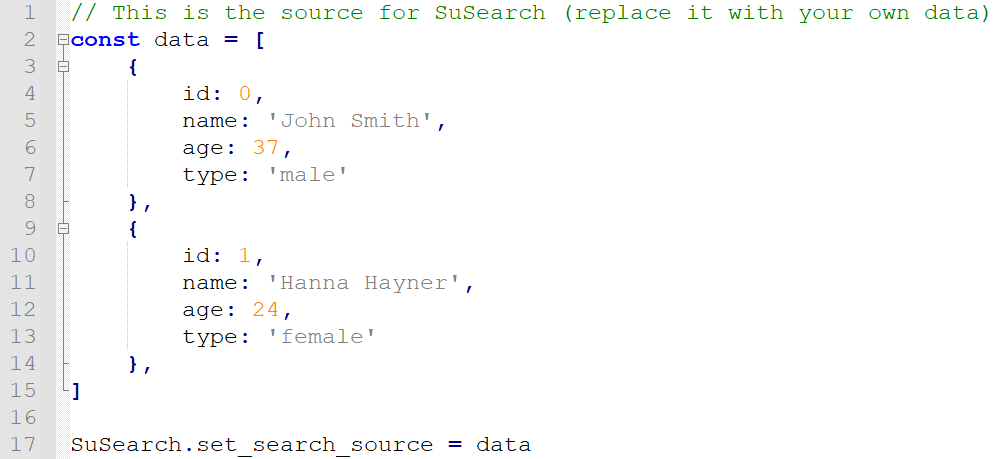 1 // This is the source for SuSearch (replace it with your own data)
2 const data = [
3 {
4 id: 0,
5 name: 'John Smith',
6 age: 37,
7 type: 'male'
8 },
9 {
10 id: 1,
11 name: 'Hanna Hayner',
12 age: 24,
13 type: 'female'
14 },
15 ]
16
17 SuSearch.set_search_source = data